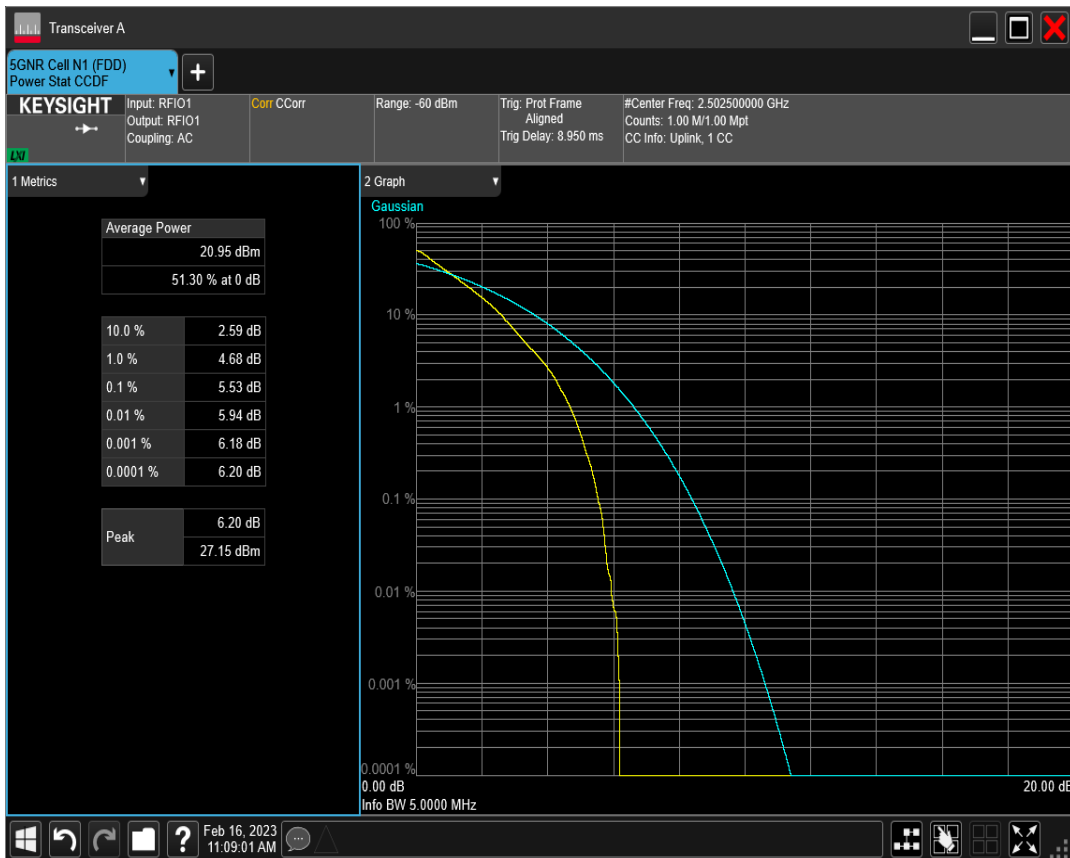 Transceiver A
5GNR Cell N1 (FDD)
Power Stat CCDF
KEYSIGHT
LXI
Input: RFIO1
Output: RFIO1
Coupling: AC
Corr CCorr
Range: -60 dBm
Trig: Prot Frame
Aligned
Trig Delay: 8.950 ms
#Center Freq: 2.502500000 GHz
Counts: 1.00 M/1.00 Mpt
CC Info: Uplink, 1 CC
1 Metrics
Average Power
20.95 dBm
51.30 % at 0 dB
10.0 % 2.59 dB
1.0 % 4.68 dB
0.1 % 5.53 dB
0.01 % 5.94 dB
0.001 % 6.18 dB
0.0001 % 6.20 dB
Peak 6.20 dB
27.15 dBm
2 Graph
Gaussian
100 %
10 %
1 %
0.1 %
0.01 %
0.001 %
0.0001 %
0.00 dB 20.00 dB
Info BW 5.0000 MHz
Feb 16, 2023
11:09:01 AM